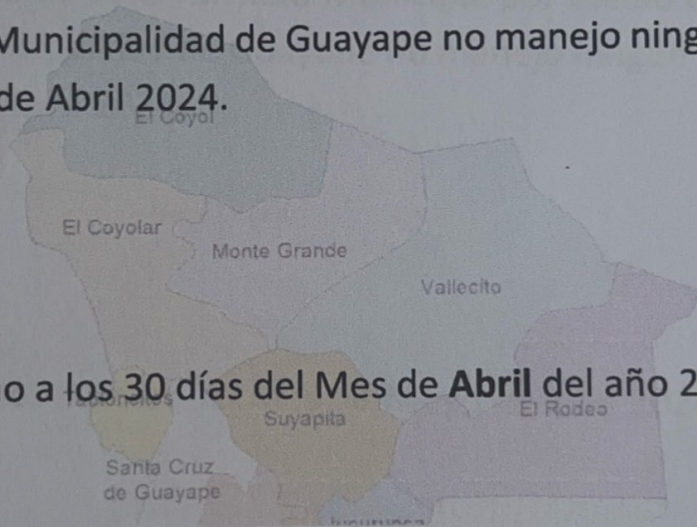 Municipalidad de Guayape no manejo ning
de Abril 2024.
El Coyol
El Coyolar
Monte Grande
Vallecito
o a los 30 días del Mes de Abril del año 2
Suyapita
El Rodeo
Santa Cruz
de Guayape